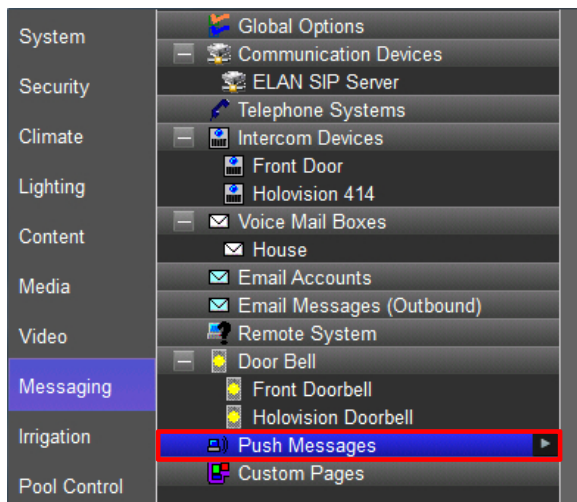 System
Security
Climate
Lighting
Content
Media
Video
Messaging
Irrigation
Pool Control
Global Options
Communication Devices
ELAN SIP Server
Telephone Systems
Intercom Devices
Front Door
Holovision 414
Voice Mail Boxes
House
Email Accounts
Email Messages (Outbound)
Remote System
Door Bell
Front Doorbell
Holovision Doorbell
Push Messages
Custom Pages